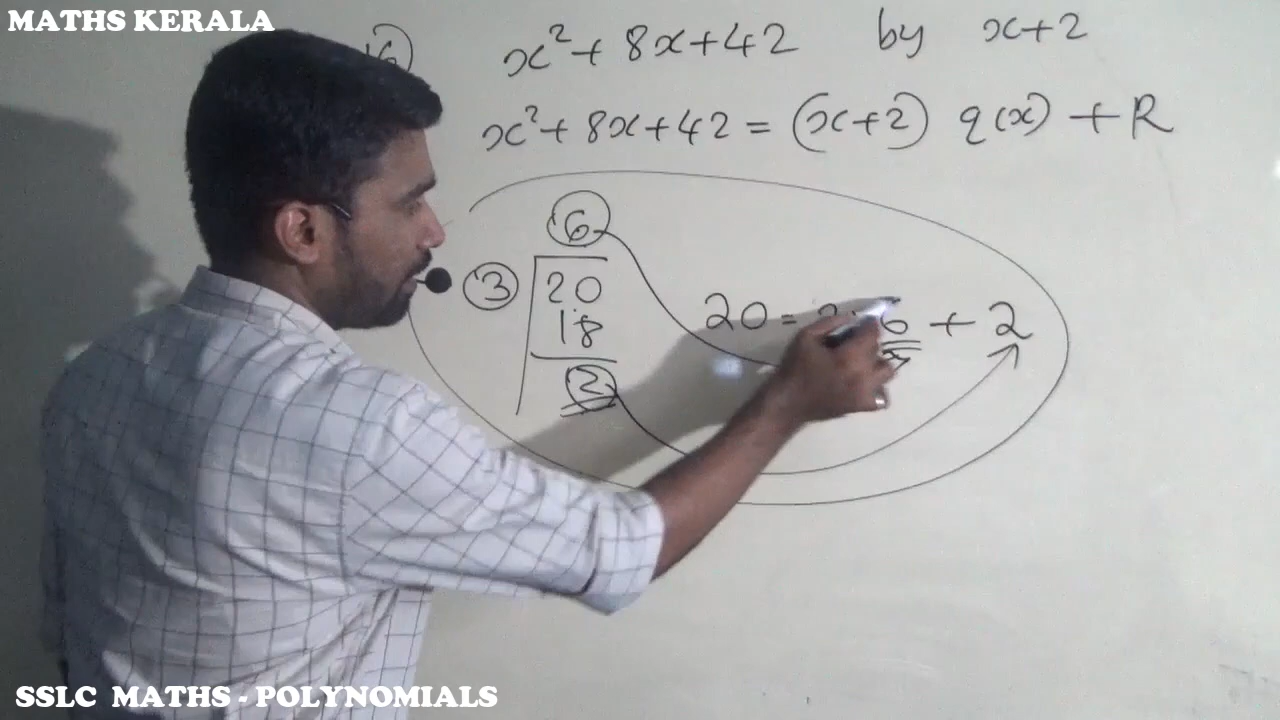 MATHS KERALA
x²+ 8x+42 by x+2
x²+ 8x+42 = (x+2) q(x) + R
6
3 20
18
2
20 = 6 + 2
SSLC MATHS - POLYNOMIALS